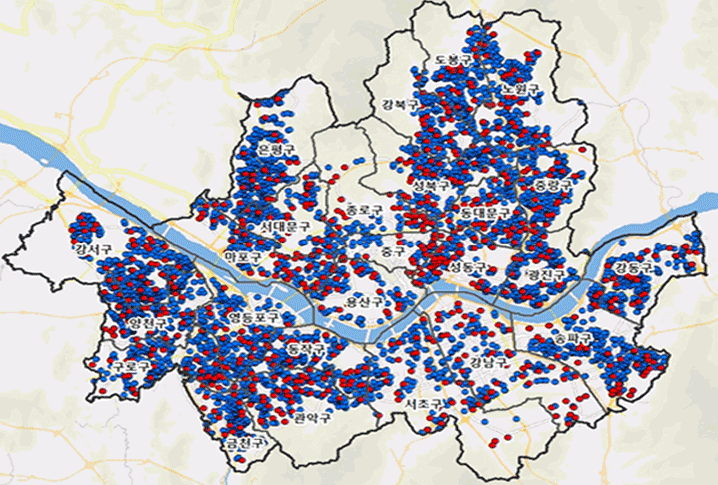 도봉구
노원구
강북구
은평구
성북구
중랑구
종로구
동대문구
서대문구
중구
마포구
성동구
강서구
광진구
강동구
용산구
영등포구
양천구
송파구
동작구
구로구
강남구
서초구
관악구
금천구